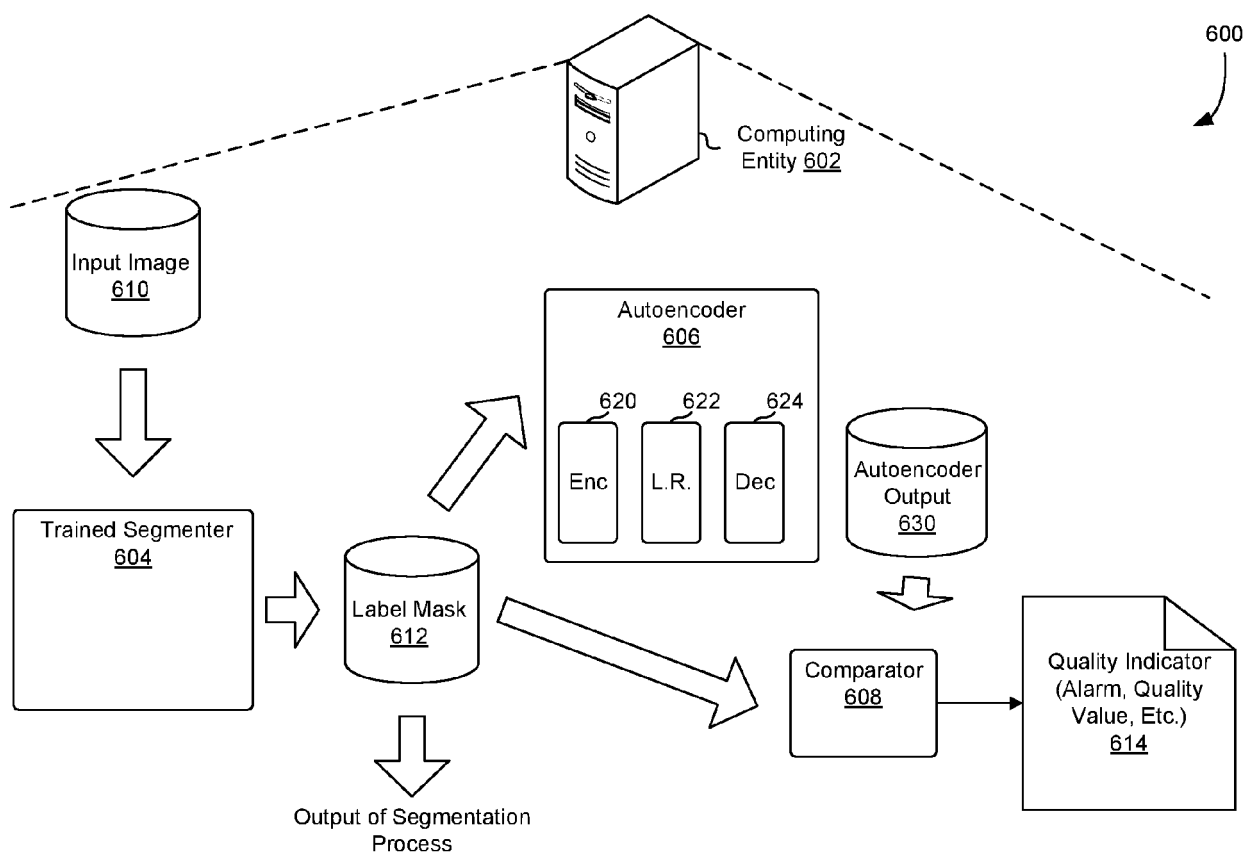 600
Computing
Entity 602
Input Image
610
Autoencoder
606
620
622
624
Enc
L.R.
Dec
Autoencoder
Output
630
Trained Segmenter
604
Label Mask
612
Comparator
608
Quality Indicator
(Alarm, Quality
Value, Etc.)
614
Output of Segmentation
Process